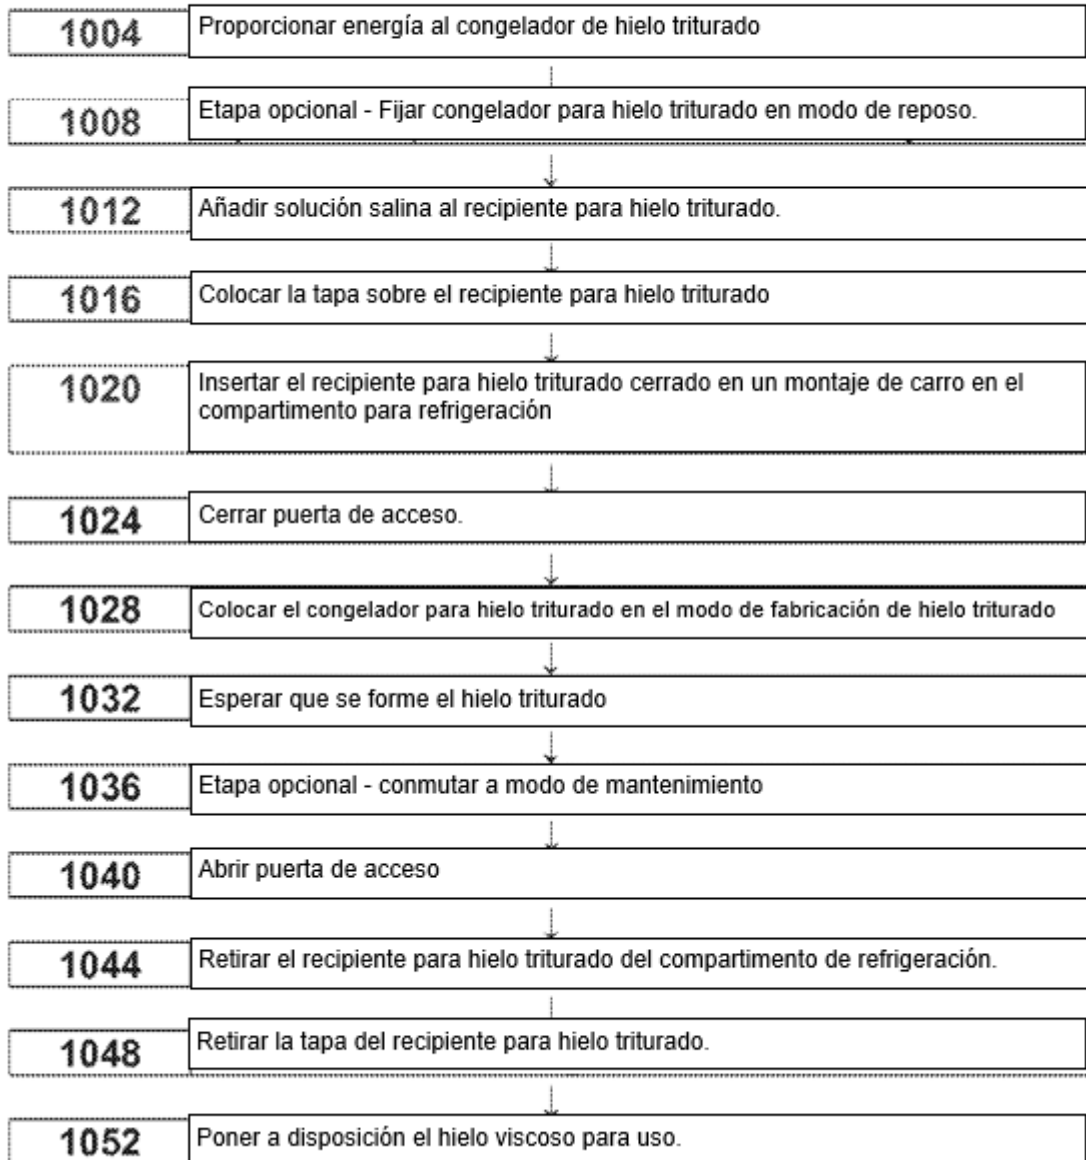 1004 Proporcionar energía al congelador de hielo triturado
1008 Etapa opcional - Fijar congelador para hielo triturado en modo de reposo.
1012 Añadir solución salina al recipiente para hielo triturado.
1016 Colocar la tapa sobre el recipiente para hielo triturado
1020 Insertar el recipiente para hielo triturado cerrado en un montaje de carro en el
compartimento para refrigeración
1024 Cerrar puerta de acceso.
1028 Colocar el congelador para hielo triturado en el modo de fabricación de hielo triturado
1032 Esperar que se forme el hielo triturado
1036 Etapa opcional - conmutar a modo de mantenimiento
1040 Abrir puerta de acceso
1044 Retirar el recipiente para hielo triturado del compartimento de refrigeración.
1048 Retirar la tapa del recipiente para hielo triturado.
1052 Poner a disposición el hielo viscoso para uso.